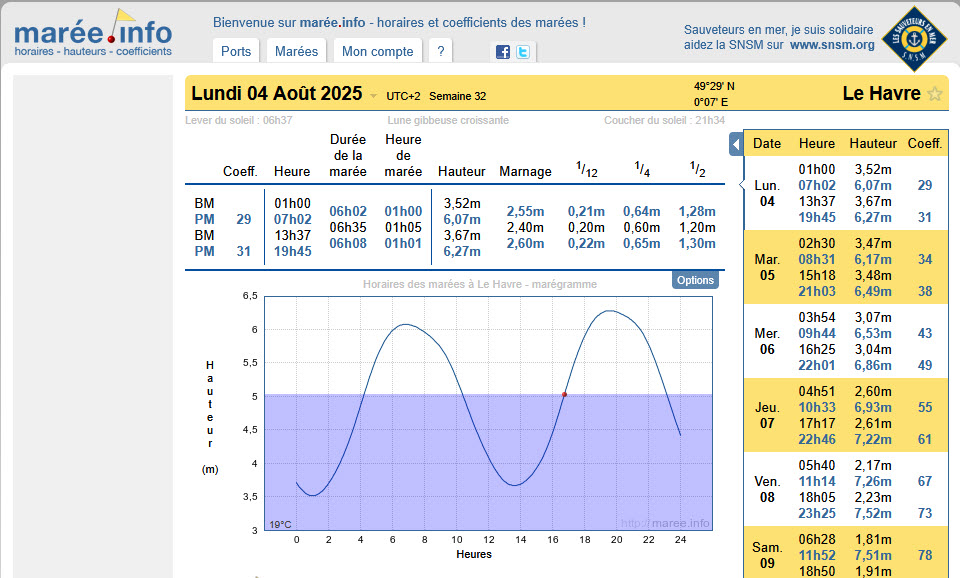 marée.info
horaires - hauteurs - coefficients
Bienvenue sur marée.info - horaires et coefficients des marées !
Ports Marées Mon compte ?
Sauveteurs en mer, je suis solidaire
aidez la SNSM sur www.snsm.org
LES SAUVETEURS EN MER
S.N.S.M
Lundi 04 Août 2025 UTC+2 Semaine 32
49°29' N
0°07' E
Le Havre
Lever du soleil : 06h37 Lune gibbeuse croissante Coucher du soleil : 21h34
Coeff. Heure Durée de la marée Heure de marée Hauteur Marnage 1/12 1/4 1/2
BM 01h00 3,52m
06h02 01h00 2,55m 0,21m 0,64m 1,28m
PM 29 07h02 6,07m
06h35 01h05 2,40m 0,20m 0,60m 1,20m
BM 13h37 3,67m
06h08 01h01 2,60m 0,22m 0,65m 1,30m
PM 31 19h45 6,27m
Options
Horaires des marées à Le Havre - marégramme
6,5
6
5,5
5
4,5
4
3,5
3
Hauteur
(m)
19°C
http://maree.info
0 2 4 6 8 10 12 14 16 18 20 22 24
Heures
Date Heure Hauteur Coeff.
Lun. 04
01h00 3,52m
07h02 6,07m 29
13h37 3,67m
19h45 6,27m 31
Mar. 05
02h30 3,47m
08h31 6,17m 34
15h18 3,48m
21h03 6,49m 38
Mer. 06
03h54 3,07m
09h44 6,53m 43
16h25 3,04m
22h01 6,86m 49
Jeu. 07
04h51 2,60m
10h33 6,93m 55
17h17 2,61m
22h46 7,22m 61
Ven. 08
05h40 2,17m
11h14 7,26m 67
18h05 2,23m
23h25 7,52m 73
Sam. 09
06h28 1,81m
11h52 7,51m 78
18h50 1,91m